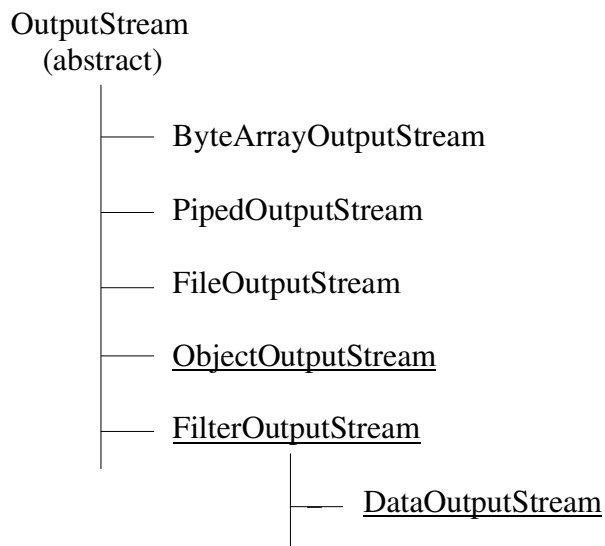 OutputStream
(abstract)
ByteArrayOutputStream
PipedOutputStream
FileOutputStream
ObjectOutputStream
FilterOutputStream
DataOutputStream